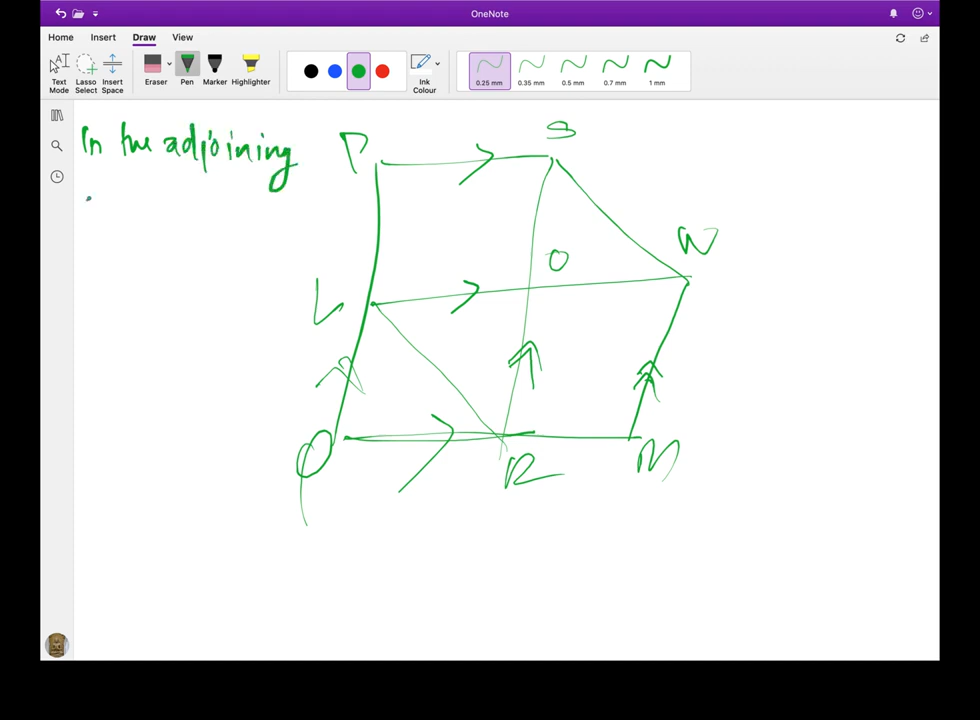 OneNote
Home Insert Draw View
Text Mode
Lasso Select
Insert Space
Eraser
Pen
Marker
Highlighter
Ink Colour
0.25 mm
0.35 mm
0.5 mm
0.7 mm
1 mm
In the adjoining
P
S
N
O
L
Q
R
M